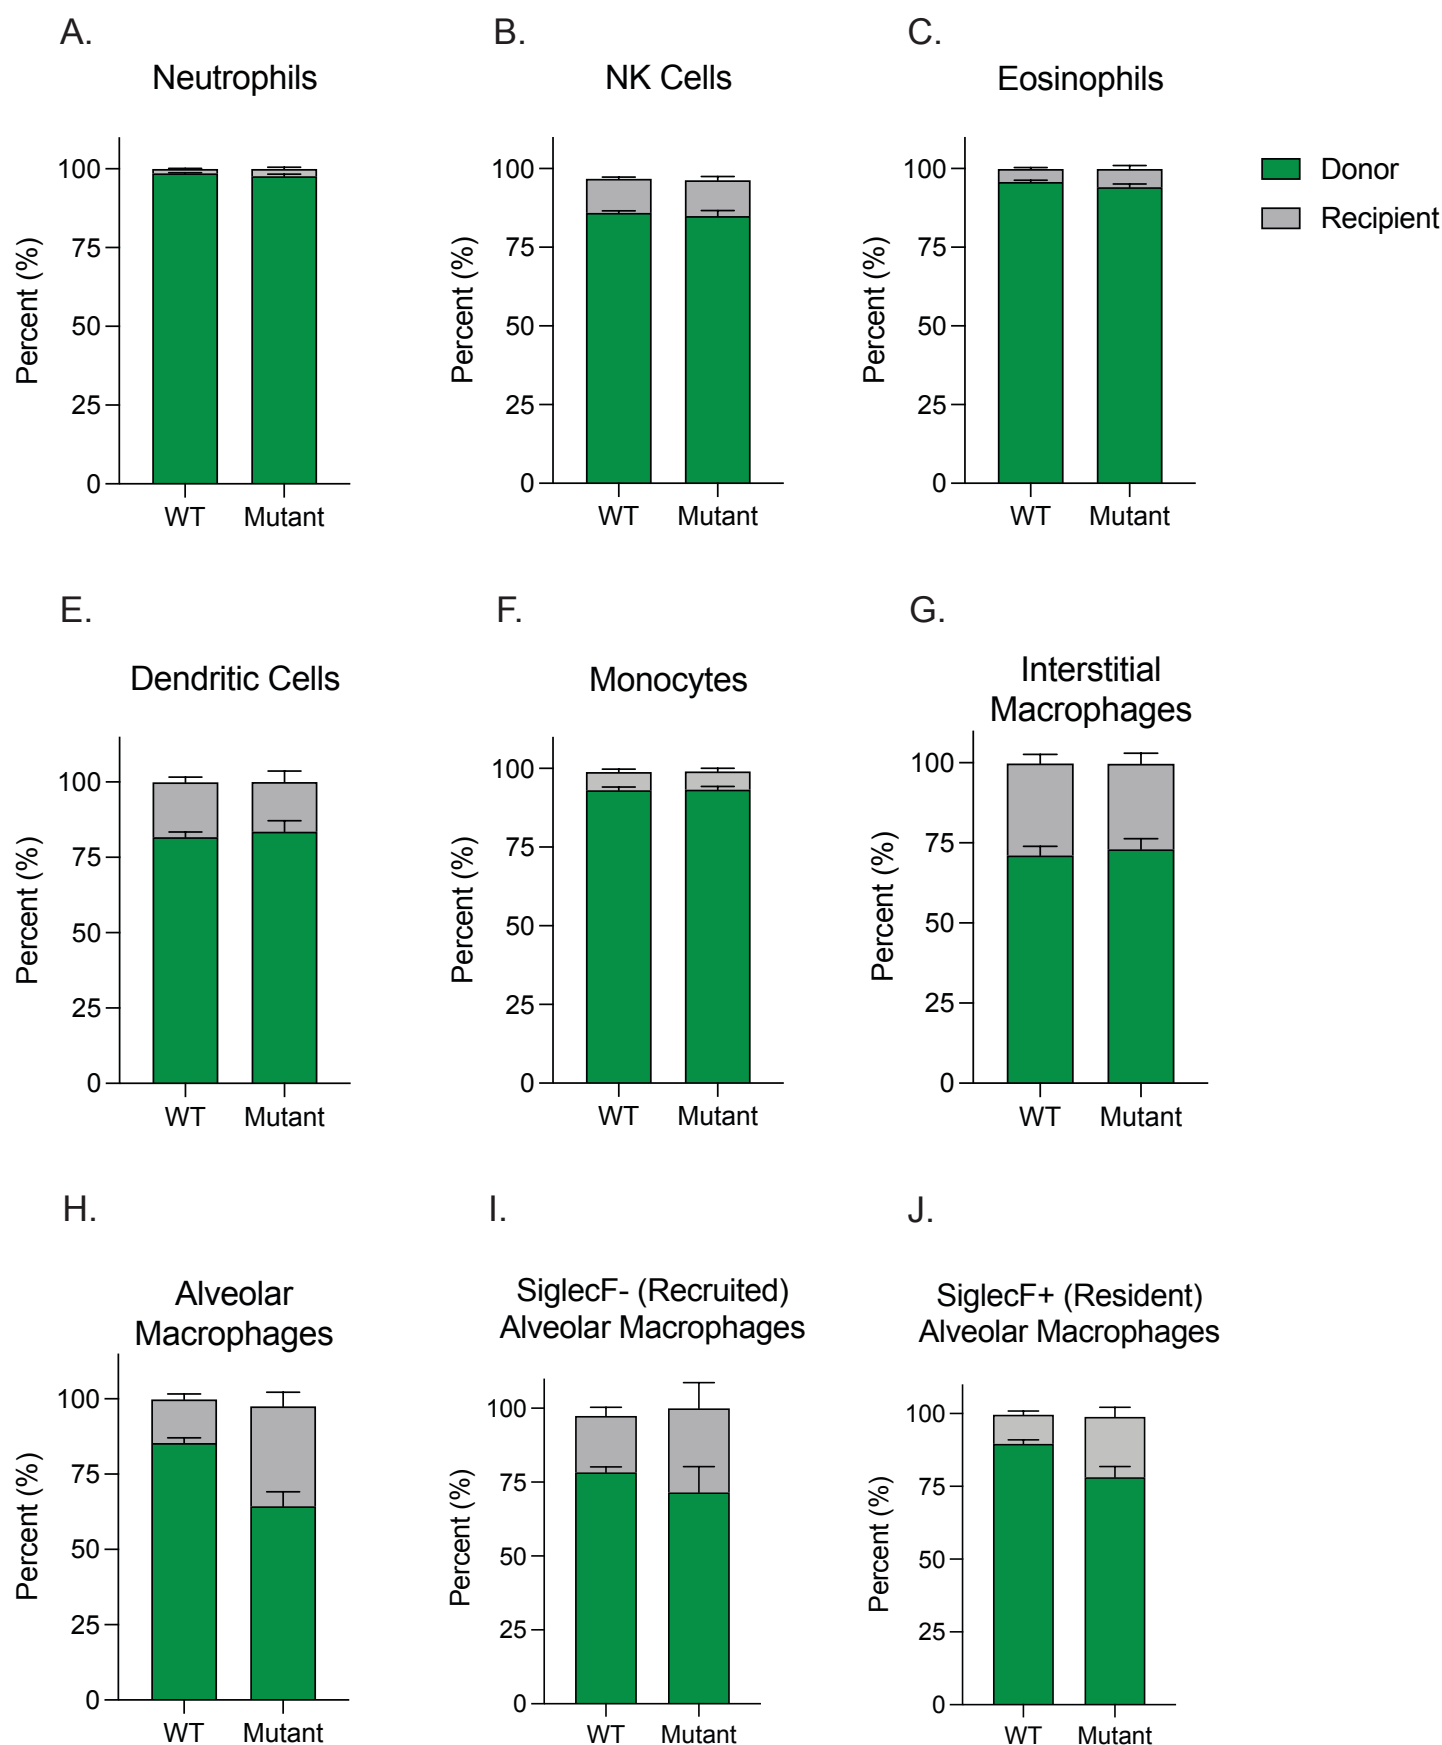 A.
Neutrophils
Percent (%)
100
75
50
25
0
WT Mutant
B.
NK Cells
Percent (%)
100
75
50
25
0
WT Mutant
C.
Eosinophils
Percent (%)
100
75
50
25
0
WT Mutant
Donor
Recipient
E.
Dendritic Cells
Percent (%)
100
75
50
25
0
WT Mutant
F.
Monocytes
Percent (%)
100
75
50
25
0
WT Mutant
G.
Interstitial
Macrophages
Percent (%)
100
75
50
25
0
WT Mutant
H.
Alveolar
Macrophages
Percent (%)
100
75
50
25
0
WT Mutant
I.
SiglecF- (Recruited)
Alveolar Macrophages
Percent (%)
100
75
50
25
0
WT Mutant
J.
SiglecF+ (Resident)
Alveolar Macrophages
Percent (%)
100
75
50
25
0
WT Mutant